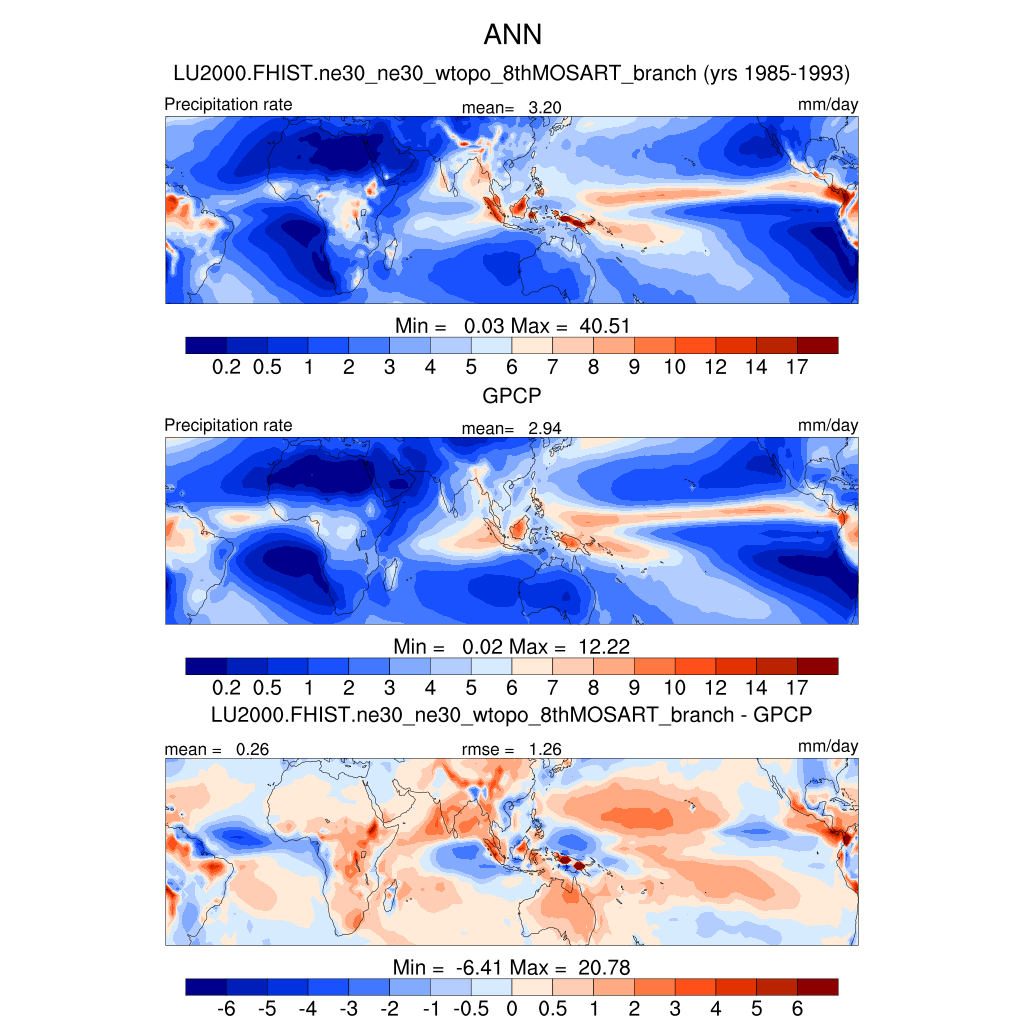 ANN
LU2000.FHIST.ne30_ne30_wtopo_8thMOSART_branch (yrs 1985-1993)
Precipitation rate mean= 3.20 mm/day
Min = 0.03 Max = 40.51
0.2 0.5 1 2 3 4 5 6 7 8 9 10 12 14 17
GPCP
Precipitation rate mean= 2.94 mm/day
Min = 0.02 Max = 12.22
0.2 0.5 1 2 3 4 5 6 7 8 9 10 12 14 17
LU2000.FHIST.ne30_ne30_wtopo_8thMOSART_branch - GPCP
mean = 0.26 rmse = 1.26 mm/day
Min = -6.41 Max = 20.78
-6 -5 -4 -3 -2 -1 -0.5 0 0.5 1 2 3 4 5 6